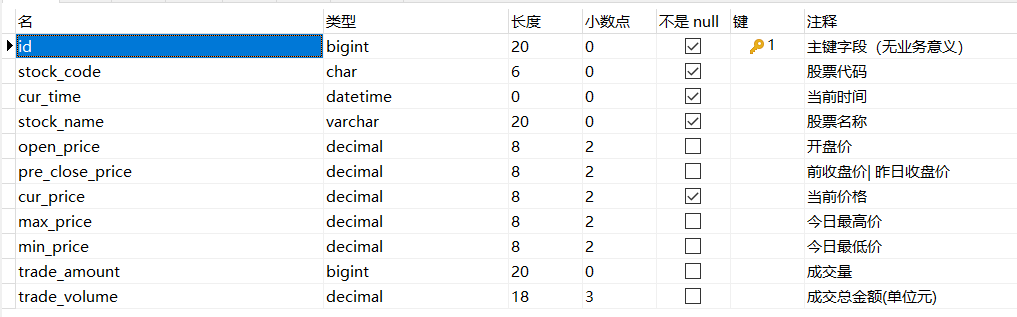 名 类型 长度 小数点 不是 null 键 注释
id bigint 20 0 1 主键字段（无业务意义）
stock_code char 6 0 股票代码
cur_time datetime 0 0 当前时间
stock_name varchar 20 0 股票名称
open_price decimal 8 2 开盘价
pre_close_price decimal 8 2 前收盘价| 昨日收盘价
cur_price decimal 8 2 当前价格
max_price decimal 8 2 今日最高价
min_price decimal 8 2 今日最低价
trade_amount bigint 20 0 成交量
trade_volume decimal 18 3 成交总金额(单位元)